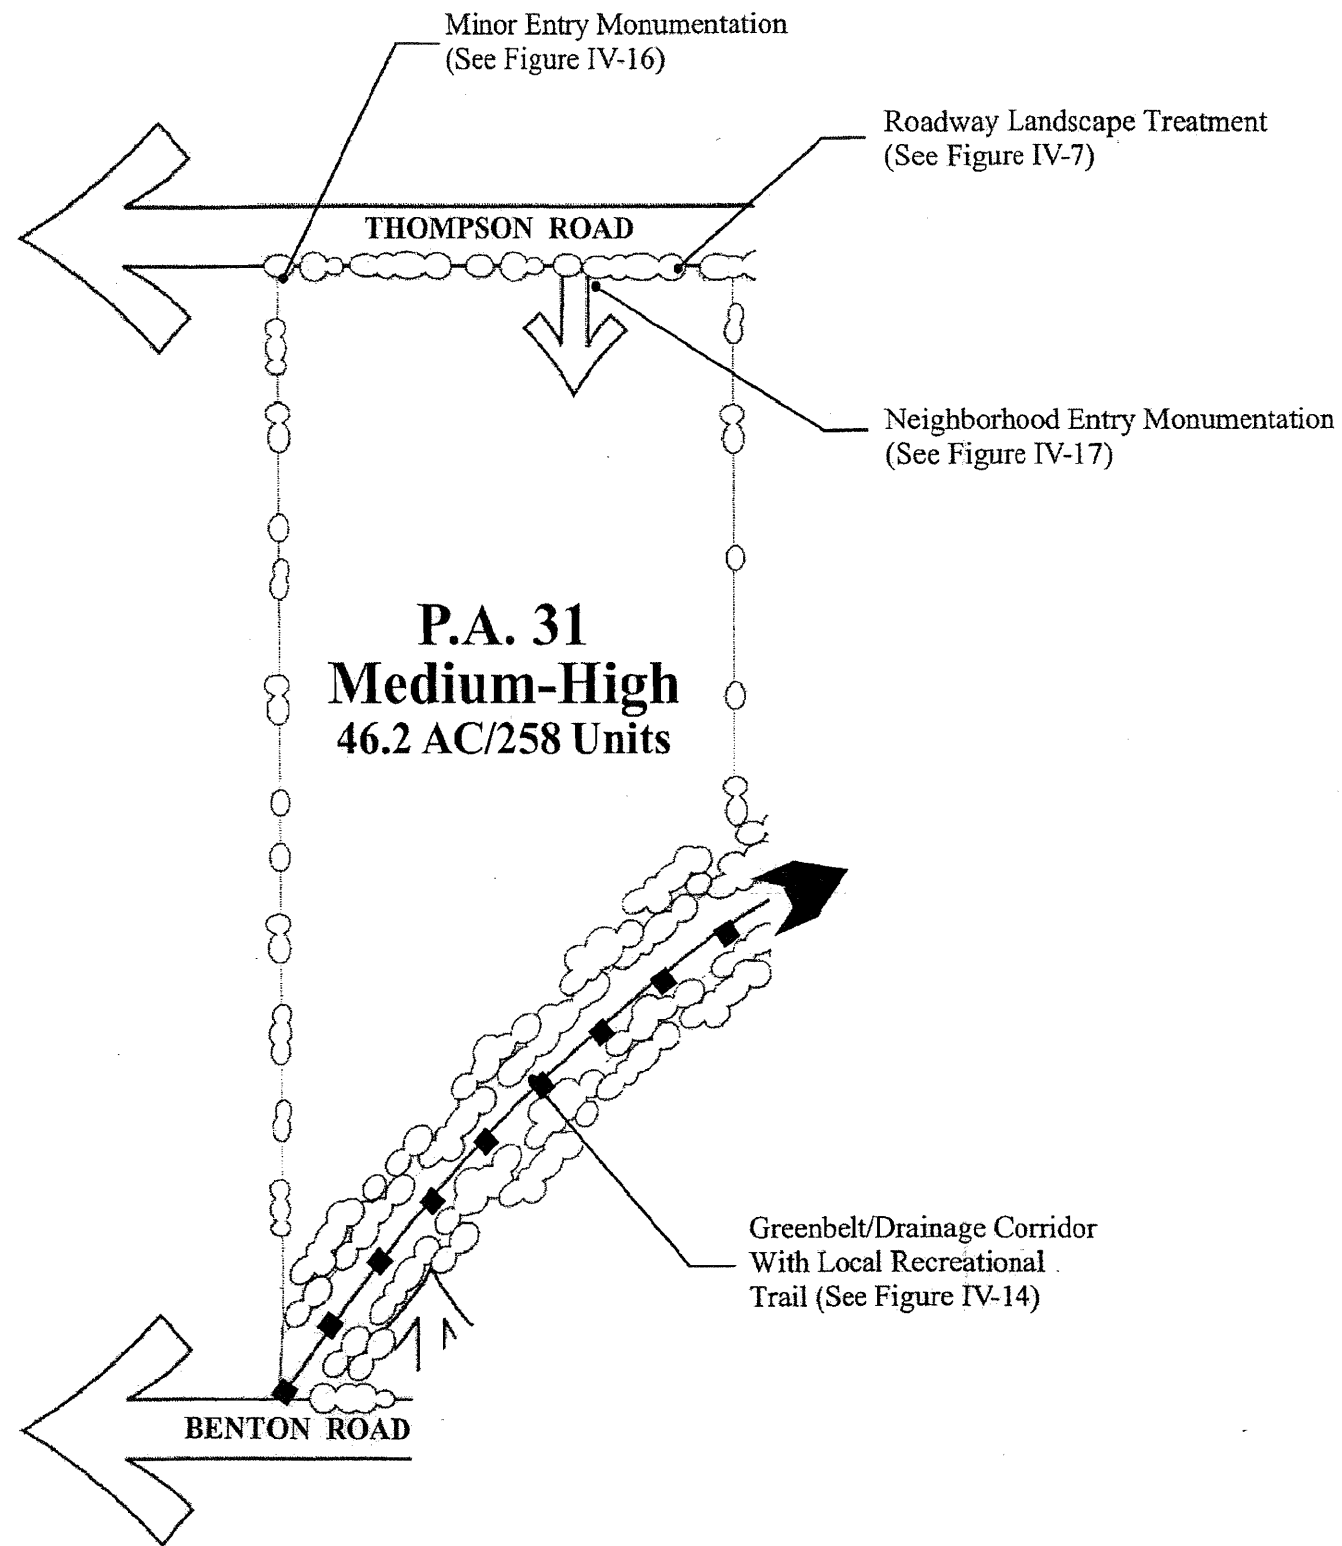 Minor Entry Monumentation
(See Figure IV-16)
Roadway Landscape Treatment
(See Figure IV-7)
THOMPSON ROAD
Neighborhood Entry Monumentation
(See Figure IV-17)
P.A. 31
Medium-High
46.2 AC/258 Units
Greenbelt/Drainage Corridor
With Local Recreational
Trail (See Figure IV-14)
BENTON ROAD